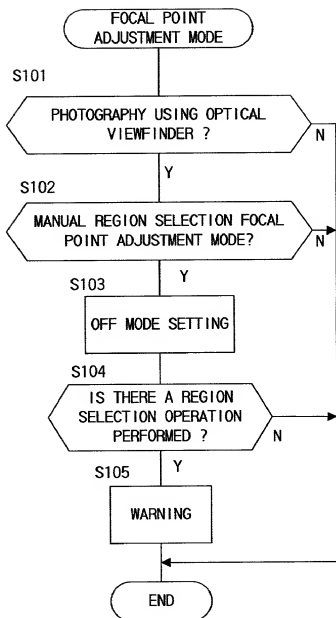 FOCAL POINT
ADJUSTMENT MODE
S101
PHOTOGRAPHY USING OPTICAL
VIEWFINDER ?
N
Y
S102
MANUAL REGION SELECTION FOCAL
POINT ADJUSTMENT MODE?
N
Y
S103
OFF MODE SETTING
S104
IS THERE A REGION
SELECTION OPERATION
PERFORMED ?
N
Y
S105
WARNING
END